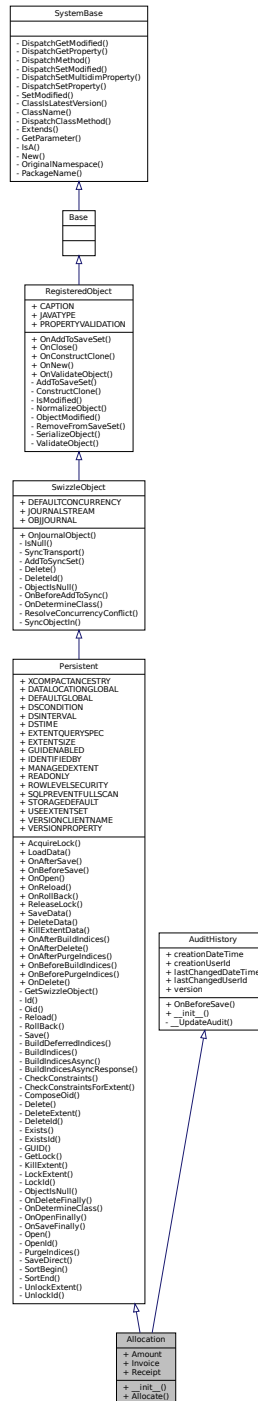 SystemBase
- DispatchGetModified()
- DispatchGetProperty()
- DispatchMethod()
- DispatchSetModified()
- DispatchSetMultidimProperty()
- DispatchSetProperty()
- SetModified()
- ClassIsLatestVersion()
- ClassName()
- DispatchClassMethod()
- Extends()
- GetParameter()
- IsA()
- New()
- OriginalNamespace()
- PackageName()
Base
RegisteredObject
+ CAPTION
+ JAVATYPE
+ PROPERTYVALIDATION
+ OnAddToSaveSet()
+ OnClose()
+ OnConstructClone()
+ OnNew()
+ OnValidateObject()
- AddToSaveSet()
- ConstructClone()
- IsModified()
- NormalizeObject()
- ObjectModified()
- RemoveFromSaveSet()
- SerializeObject()
- ValidateObject()
SwizzleObject
+ DEFAULTCONCURRENCY
+ JOURNALSTREAM
+ OBJJOURNAL
+ OnJournalObject()
- IsNull()
- SyncTransport()
- AddToSyncSet()
- Delete()
- DeleteId()
- ObjectIsNull()
- OnBeforeAddToSync()
- OnDetermineClass()
- ResolveConcurrencyConflict()
- SyncObjectIn()
Persistent
+ XCOMPACTANCESTRY
+ DATALOCATIONGLOBAL
+ DEFAULTGLOBAL
+ DSCONDITION
+ DSINTERVAL
+ DSTIME
+ EXTENTQUERYSPEC
+ EXTENTSIZE
+ GUIDENABLED
+ IDENTIFIEDBY
+ MANAGEDEXTENT
+ READONLY
+ ROWLEVELSECURITY
+ SQLPREVENTFULLSCAN
+ STORAGEDEFAULT
+ USEEXTENTSET
+ VERSIONCLIENTNAME
+ VERSIONPROPERTY
+ AcquireLock()
+ LoadData()
+ OnAfterSave()
+ OnBeforeSave()
+ OnOpen()
+ OnReload()
+ OnRollBack()
+ ReleaseLock()
+ SaveData()
+ DeleteData()
+ KillExtentData()
+ OnAfterBuildIndices()
+ OnAfterDelete()
+ OnAfterPurgeIndices()
+ OnBeforeBuildIndices()
+ OnBeforePurgeIndices()
+ OnDelete()
- GetSwizzleObject()
- Id()
- Oid()
- Reload()
- RollBack()
- Save()
- BuildDeferredIndices()
- BuildIndices()
- BuildIndicesAsync()
- BuildIndicesAsyncResponse()
- CheckConstraints()
- CheckConstraintsForExtent()
- ComposeOid()
- Delete()
- DeleteExtent()
- DeleteId()
- Exists()
- ExistsId()
- GUID()
- GetLock()
- KillExtent()
- LockExtent()
- LockId()
- ObjectIsNull()
- OnDeleteFinally()
- OnDetermineClass()
- OnOpenFinally()
- OnSaveFinally()
- Open()
- OpenId()
- PurgeIndices()
- SaveDirect()
- SortBegin()
- SortEnd()
- UnlockExtent()
- UnlockId()
AuditHistory
+ creationDateTime
+ creationUserId
+ lastChangedDateTime
+ lastChangedUserId
+ version
+ OnBeforeSave()
+ __init__()
- __UpdateAudit()
Allocation
+ Amount
+ Invoice
+ Receipt
+ __init__()
+ Allocate()